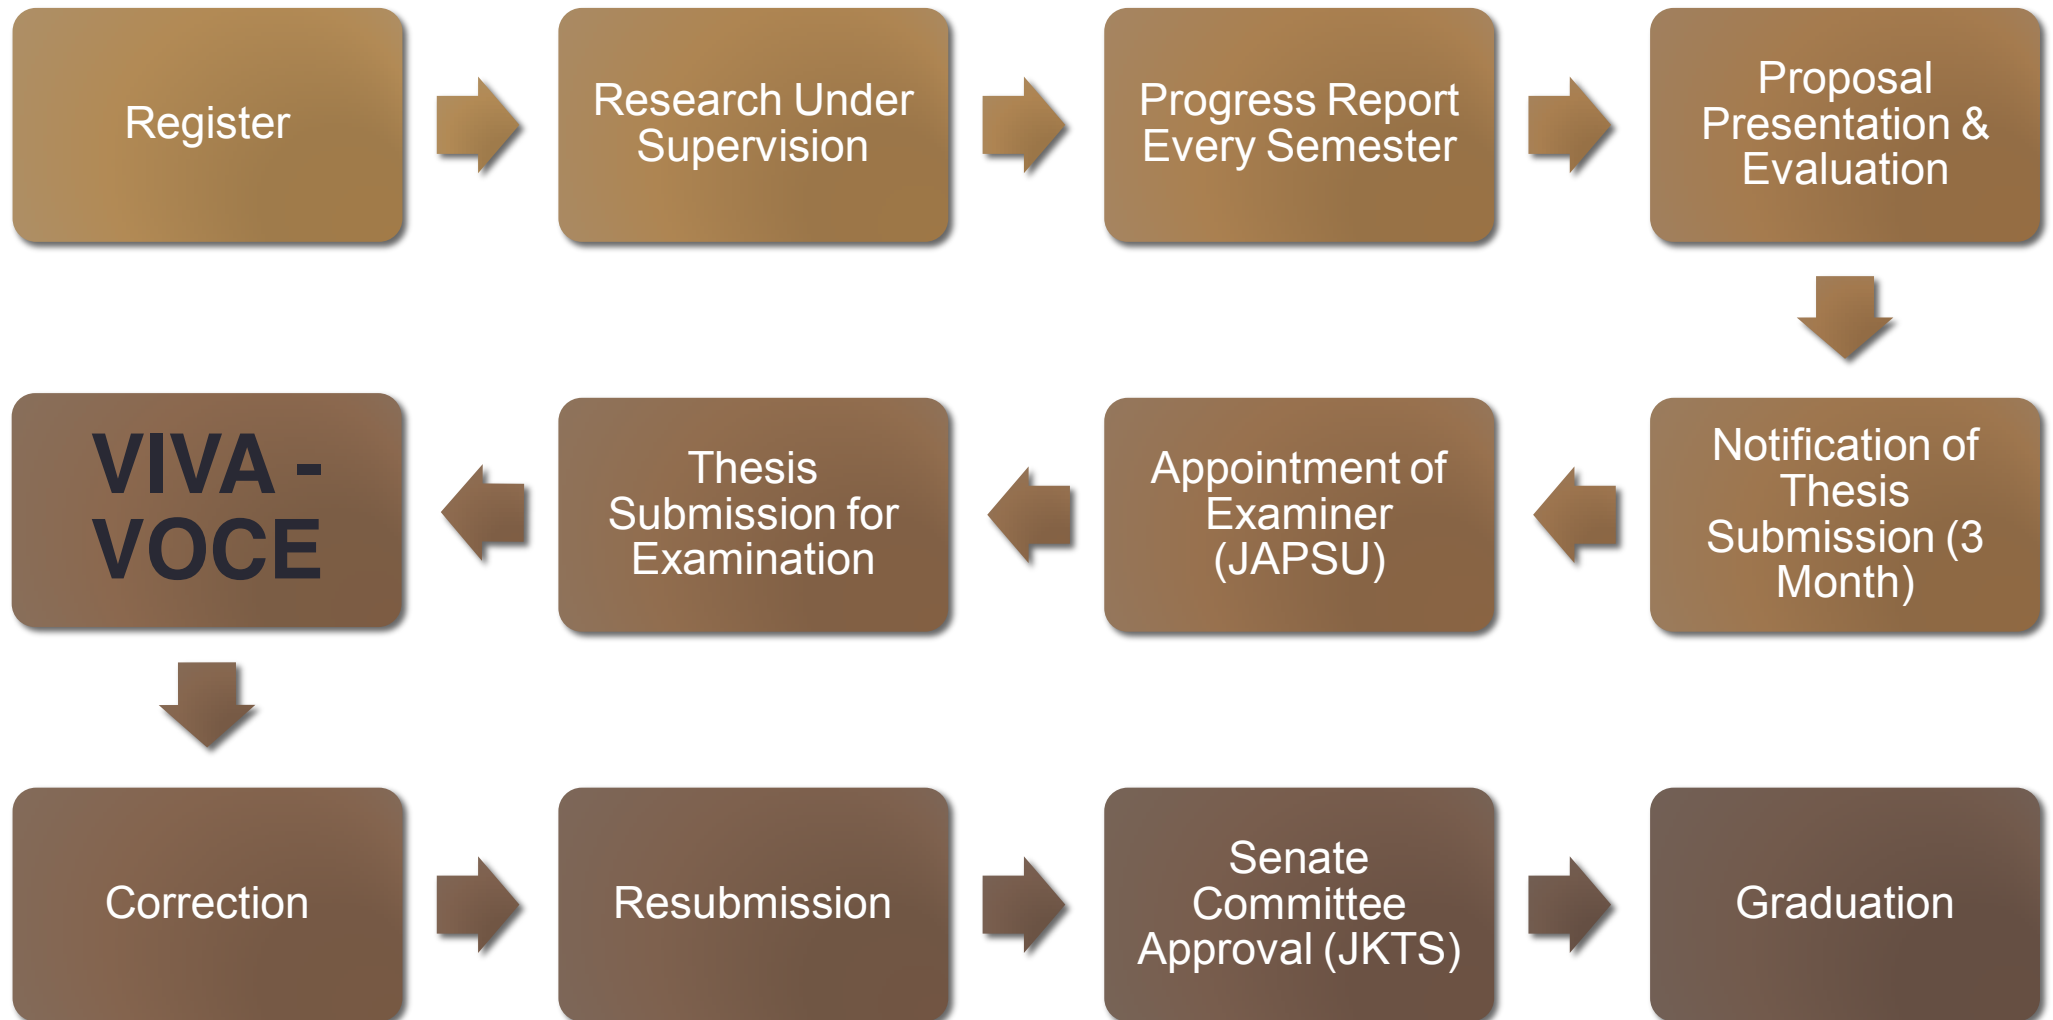 Register
Research Under
Supervision
Progress Report
Every Semester
Proposal
Presentation &
Evaluation
Notification of
Thesis
Submission (3
Month)
Appointment of
Examiner
(JAPSU)
Thesis
Submission for
Examination
VIVA -
VOCE
Correction
Resubmission
Senate
Committee
Approval (JKTS)
Graduation